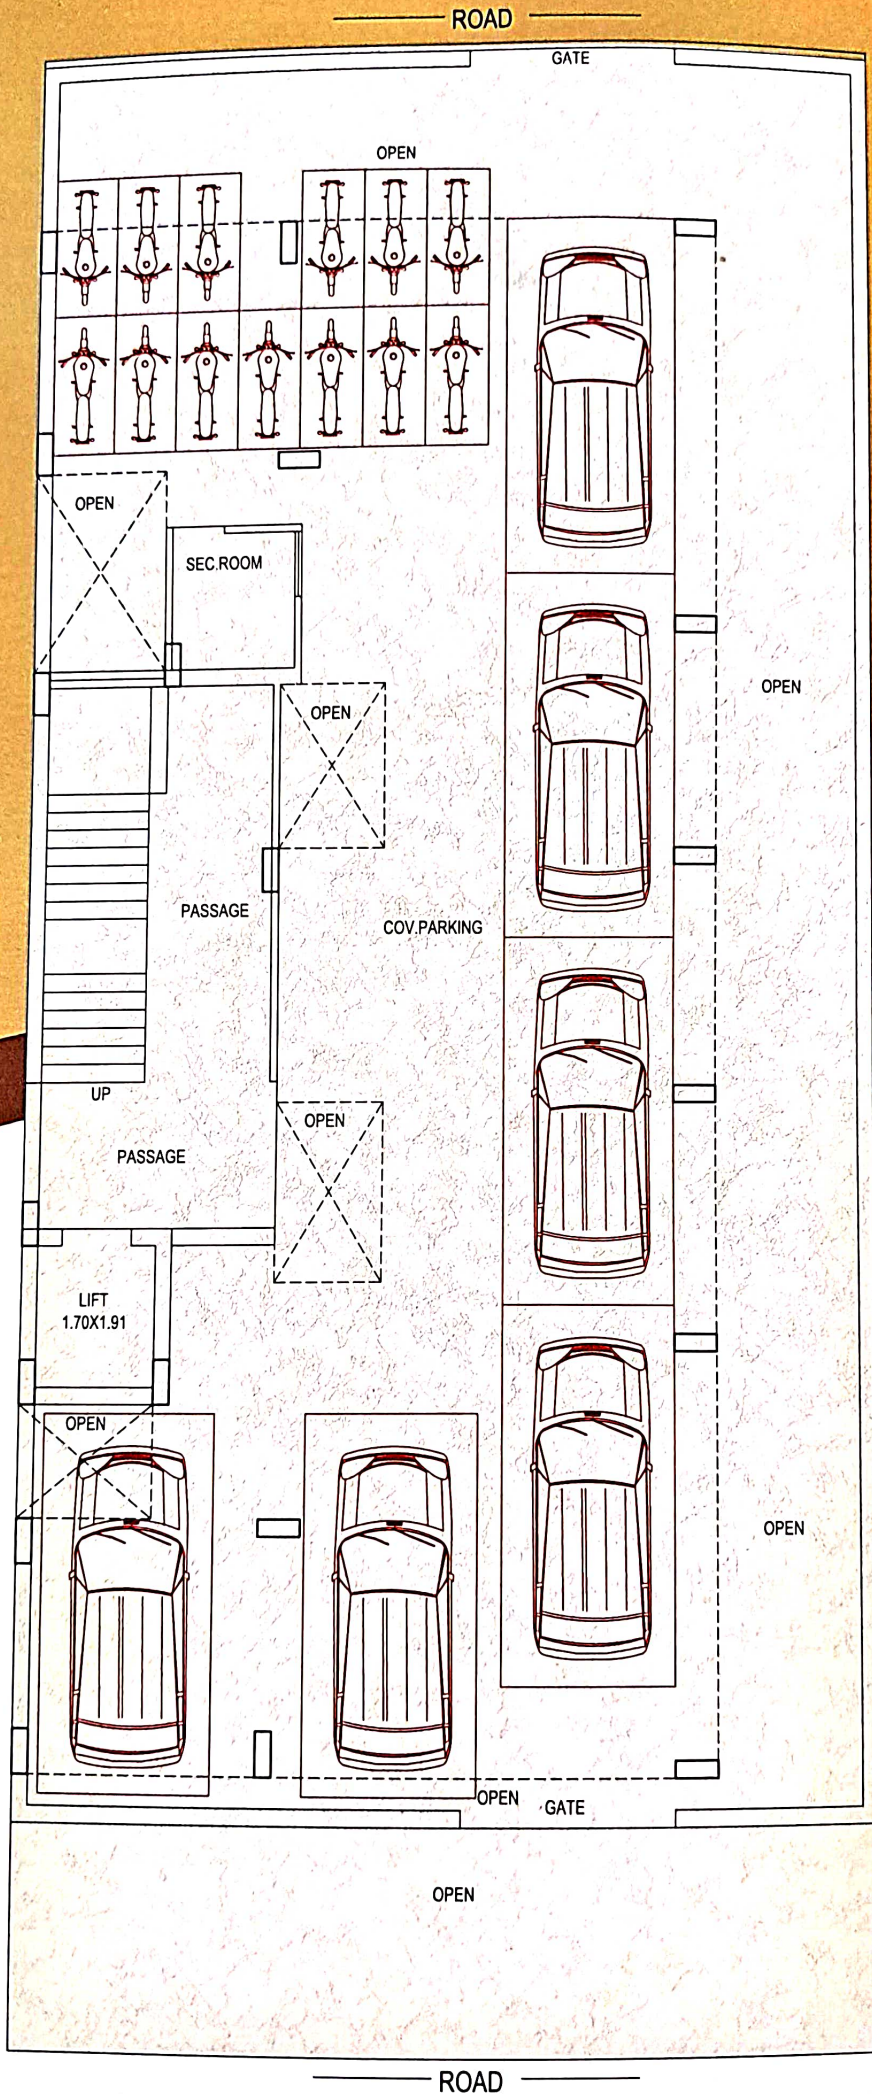 ROAD
GATE
OPEN
OPEN
SEC.ROOM
OPEN
OPEN
PASSAGE
COV.PARKING
UP
OPEN
PASSAGE
LIFT
1.70X1.91
OPEN
OPEN
OPEN
GATE
OPEN
ROAD